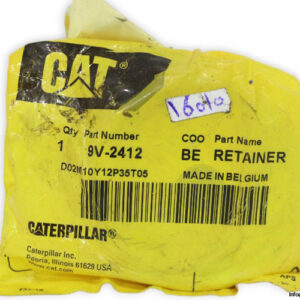 CAT®
16040
Qty Part Number COO Part Name
1 9V-2412 BE RETAINER
D02M10Y12P35T05 MADE IN BELGIUM
CATERPILLAR®
Caterpillar Inc.
Peoria, Illinois 61629 USA